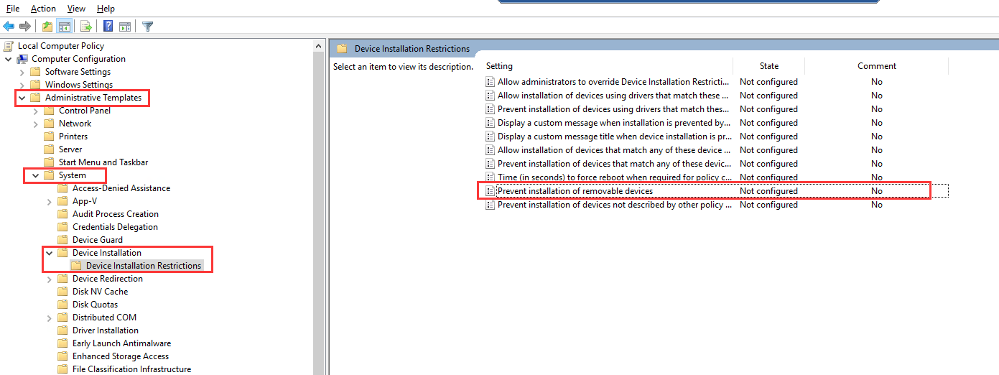 File Action View Help
Local Computer Policy
Computer Configuration
Software Settings
Windows Settings
Administrative Templates
Control Panel
Network
Printers
Server
Start Menu and Taskbar
System
Access-Denied Assistance
App-V
Audit Process Creation
Credentials Delegation
Device Guard
Device Installation
Device Installation Restrictions
Device Redirection
Disk NV Cache
Disk Quotas
Distributed COM
Driver Installation
Early Launch Antimalware
Enhanced Storage Access
File Classification Infrastructure
Device Installation Restrictions
Select an item to view its description.
Setting State Comment
Allow administrators to override Device Installation Restricti... Not configured No
Allow installation of devices using drivers that match these ... Not configured No
Prevent installation of devices using drivers that match thes... Not configured No
Display a custom message when installation is prevented by... Not configured No
Display a custom message title when device installation is pr... Not configured No
Allow installation of devices that match any of these device ... Not configured No
Prevent installation of devices that match any of these devic... Not configured No
Time (in seconds) to force reboot when required for policy c... Not configured No
Prevent installation of removable devices Not configured No
Prevent installation of devices not described by other policy ... Not configured No